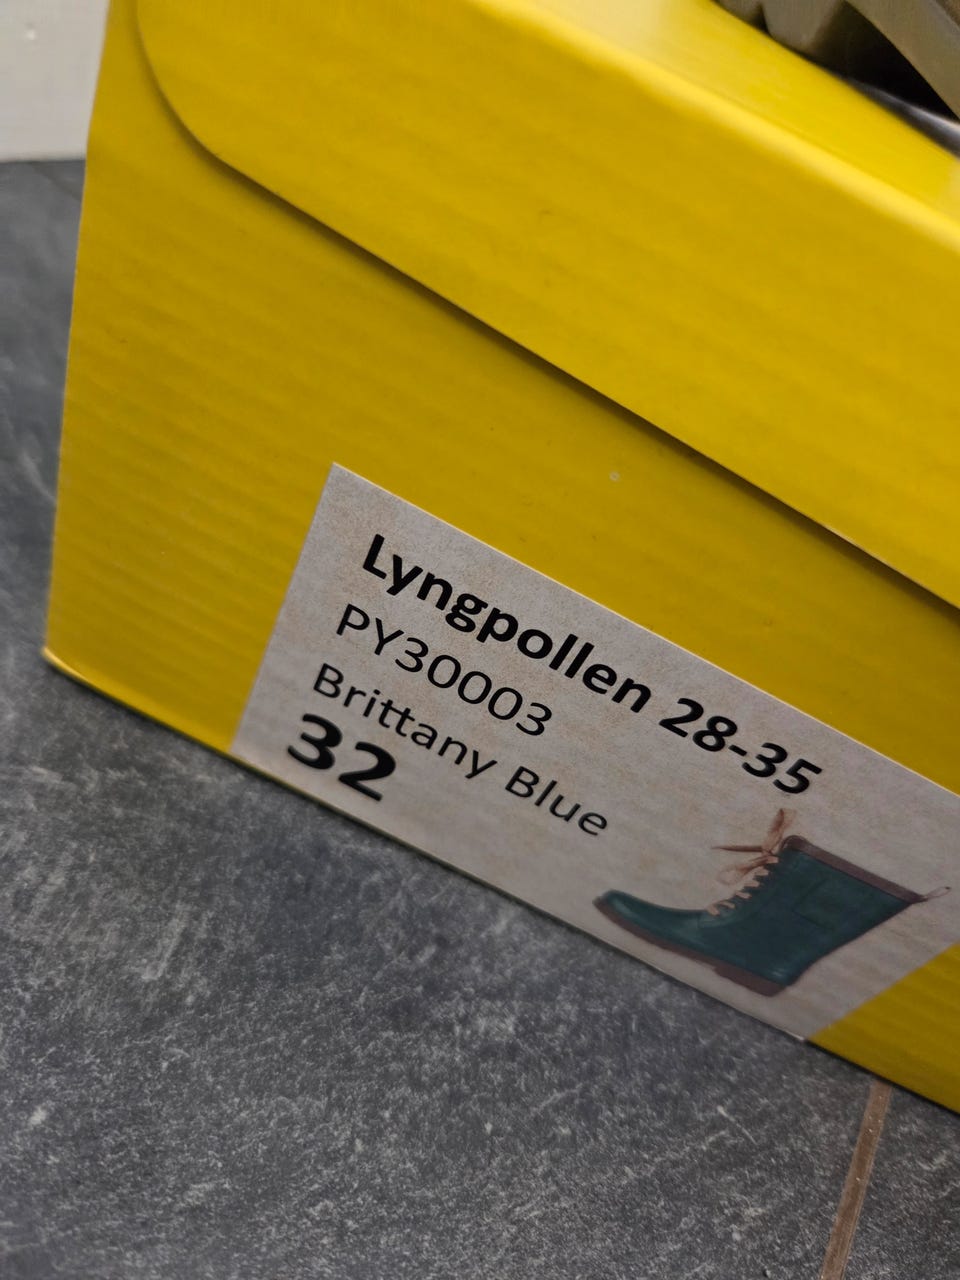 Lyngpollen 28-35
PY30003
Brittany Blue
32